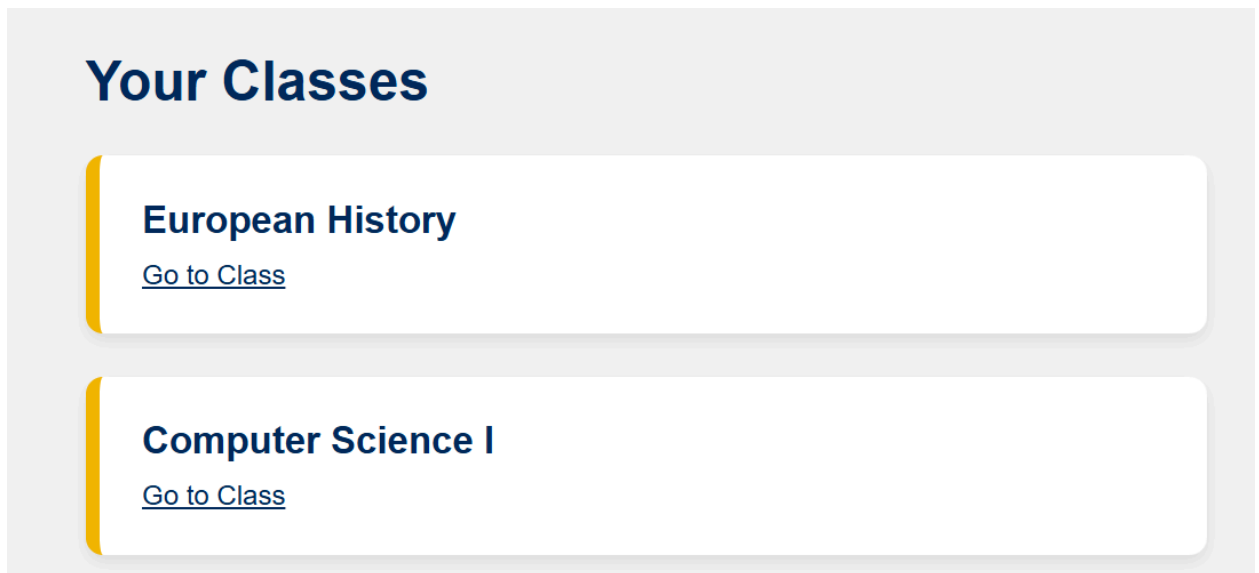 Your Classes
European History
Go to Class
Computer Science I
Go to Class